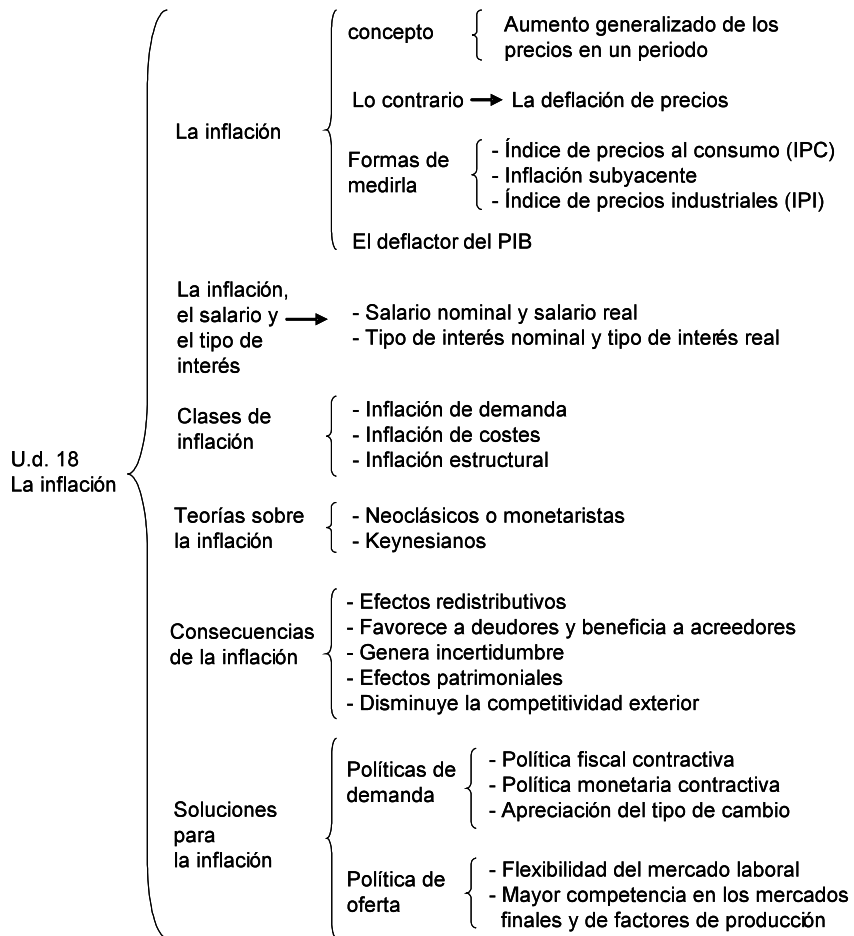 U.d. 18
La inflación
La inflación
concepto
Aumento generalizado de los
precios en un periodo
Lo contrario
La deflación de precios
Formas de
medirla
- Índice de precios al consumo (IPC)
- Inflación subyacente
- Índice de precios industriales (IPI)
El deflactor del PIB
La inflación,
el salario y
el tipo de
interés
- Salario nominal y salario real
- Tipo de interés nominal y tipo de interés real
Clases de
inflación
- Inflación de demanda
- Inflación de costes
- Inflación estructural
Teorías sobre
la inflación
- Neoclásicos o monetaristas
- Keynesianos
Consecuencias
de la inflación
- Efectos redistributivos
- Favorece a deudores y beneficia a acreedores
- Genera incertidumbre
- Efectos patrimoniales
- Disminuye la competitividad exterior
Soluciones
para
la inflación
Políticas de
demanda
- Política fiscal contractiva
- Política monetaria contractiva
- Apreciación del tipo de cambio
Política de
oferta
- Flexibilidad del mercado laboral
- Mayor competencia en los mercados
finales y de factores de producción